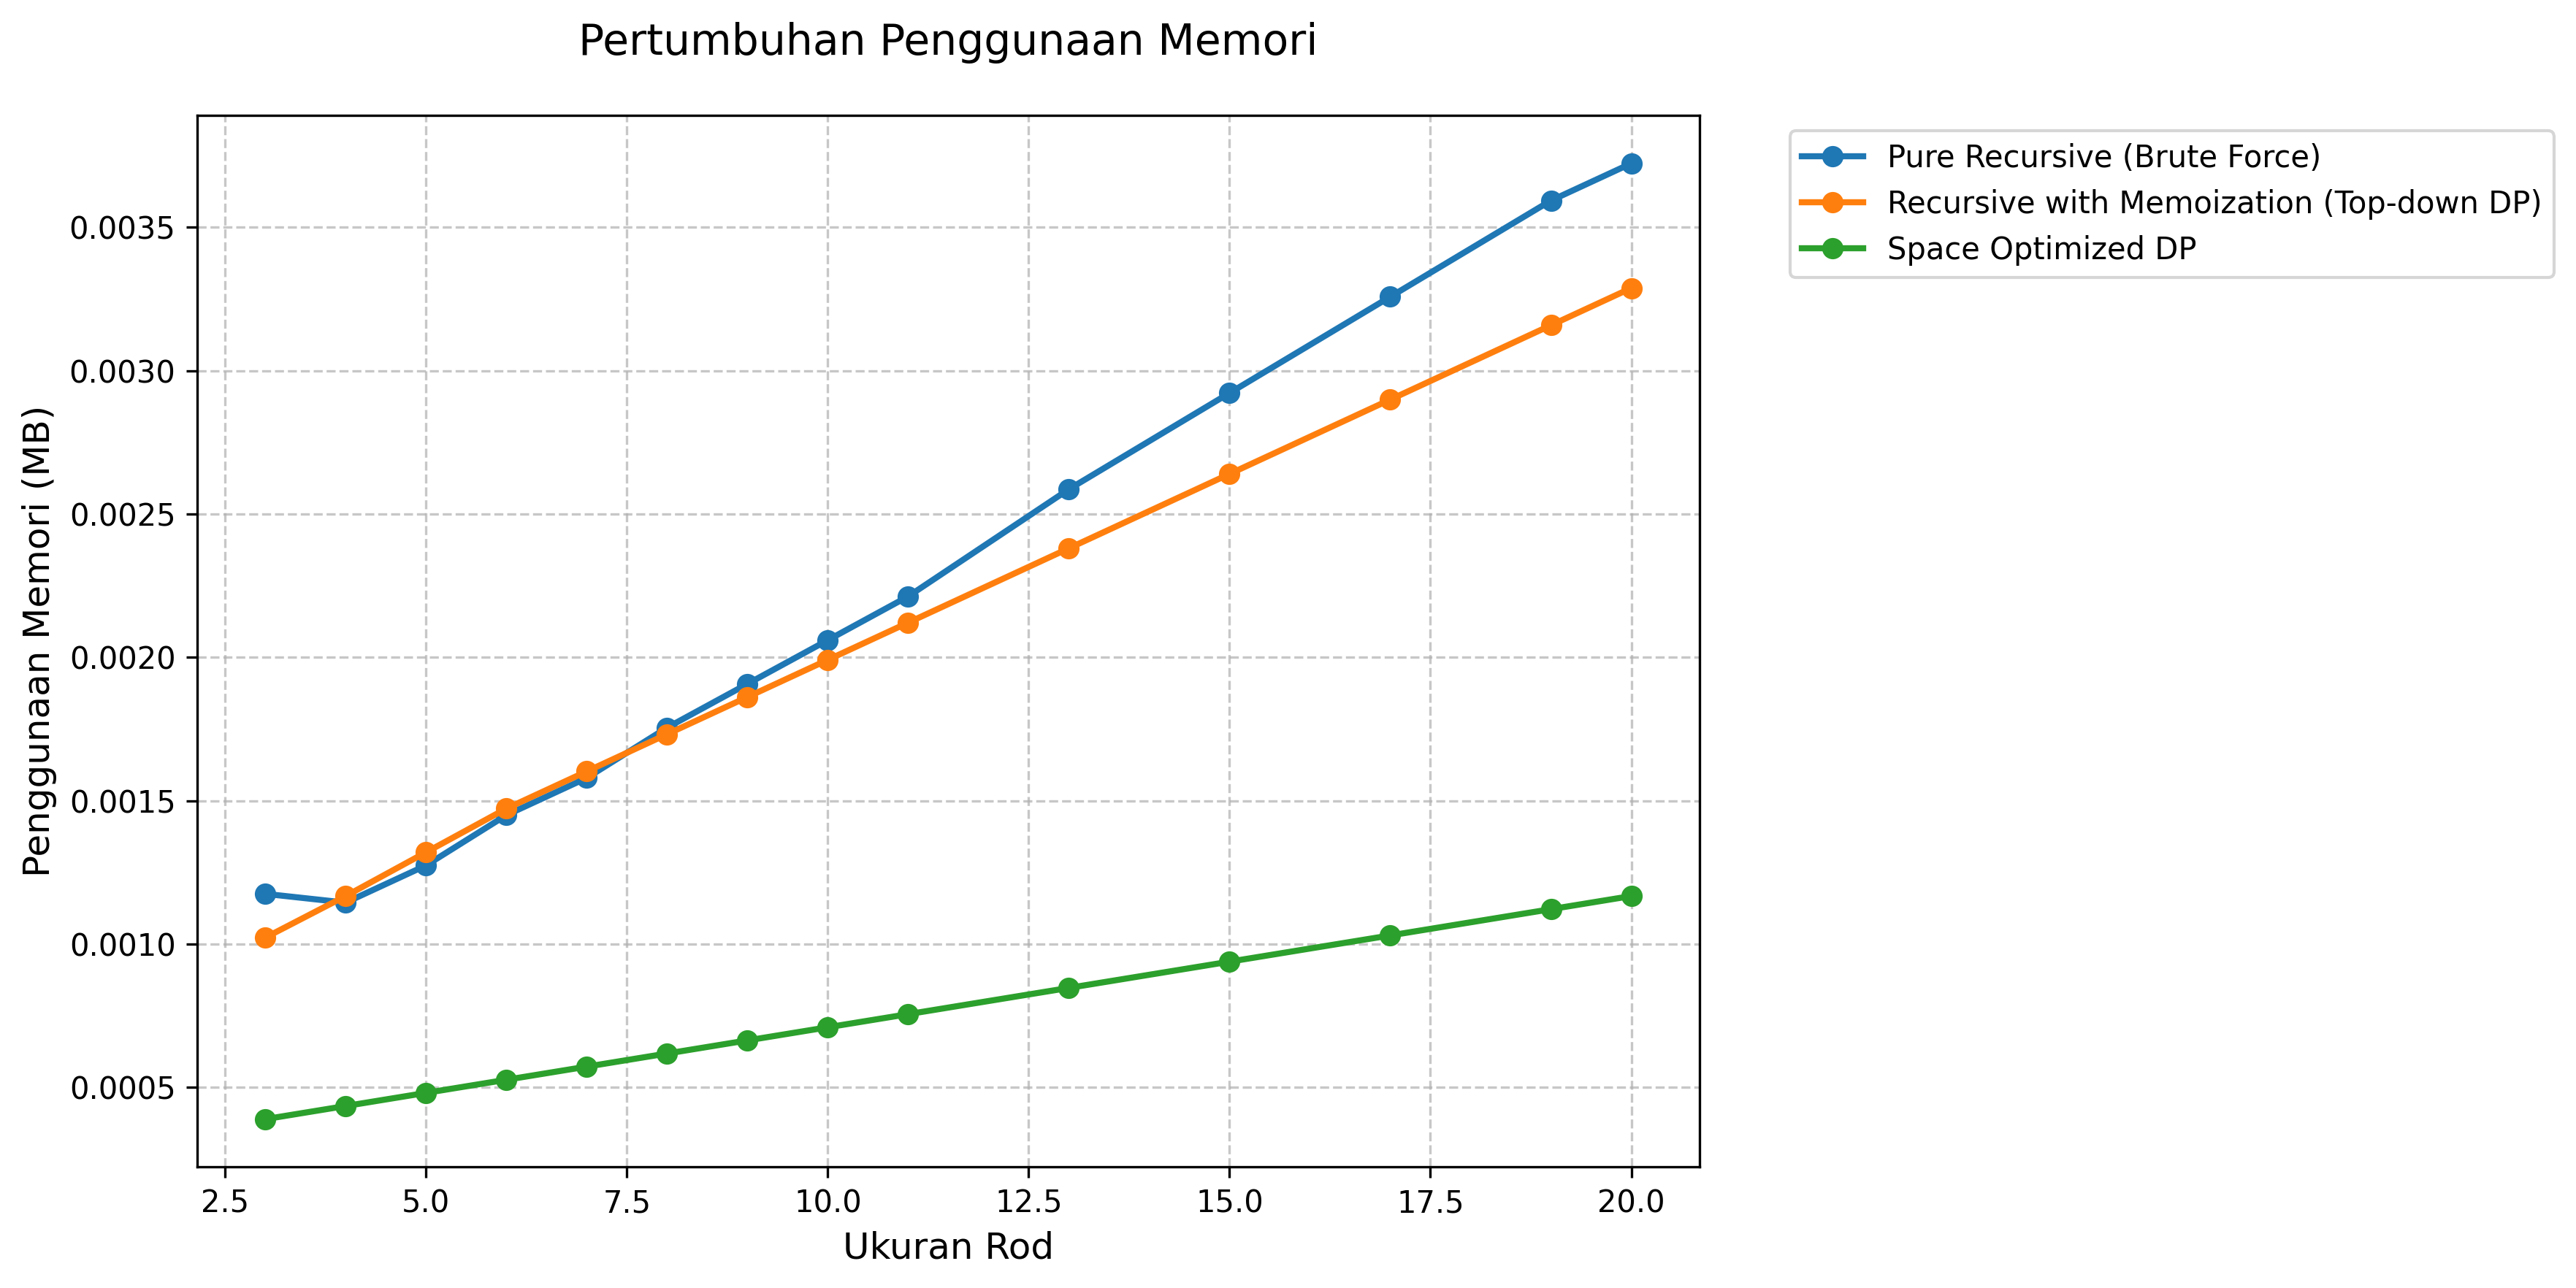 Pertumbuhan Penggunaan Memori
Pure Recursive (Brute Force)
Recursive with Memoization (Top-down DP)
Space Optimized DP
Penggunaan Memori (MB)
0.0035
0.0030
0.0025
0.0020
0.0015
0.0010
0.0005
2.5 5.0 7.5 10.0 12.5 15.0 17.5 20.0
Ukuran Rod